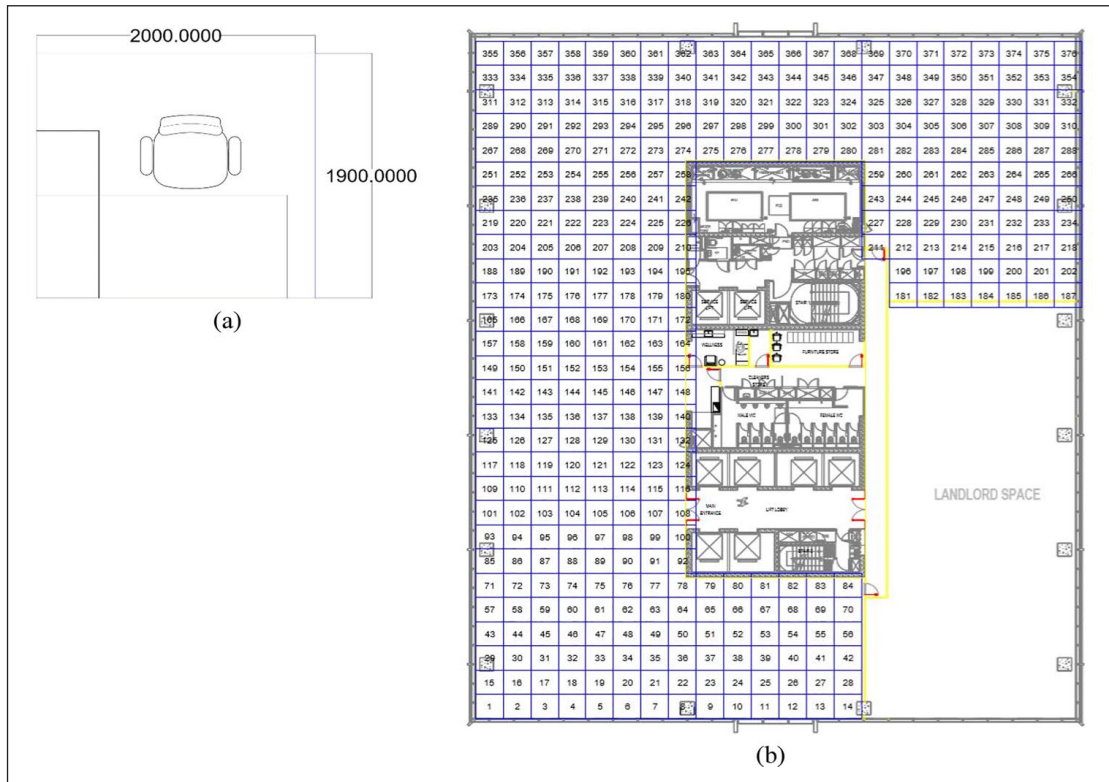 2000.0000
1900.0000
(a)
355 356 357 358 359 360 361 362 363 364 365 366 367 368 369 370 371 372 373 374 375 376
333 334 335 336 337 338 339 340 341 342 343 344 345 346 347 348 349 350 351 352 353 354
311 312 313 314 315 316 317 318 319 320 321 322 323 324 325 326 327 328 329 330 331 332
289 290 291 292 293 294 295 296 297 298 299 300 301 302 303 304 305 306 307 308 309 310
267 268 269 270 271 272 273 274 275 276 277 278 279 280 281 282 283 284 285 286 287 288
251 252 253 254 255 256 257 258 259 260 261 262 263 264 265 266
235 236 237 238 239 240 241 242 243 244 245 246 247 248 249 250
219 220 221 222 223 224 225 226 227 228 229 230 231 232 233 234
203 204 205 206 207 208 209 210 211 212 213 214 215 216 217 218
188 189 190 191 192 193 194 195 196 197 198 199 200 201 202
173 174 175 176 177 178 179 180 181 182 183 184 185 186 187
SERVICE LIFT SERVICE LIFT STAIR
165 166 167 168 169 170 171 172
157 158 159 160 161 162 163 164 WELLNESS FURNITURE STORE
149 150 151 152 153 154 155 156
CLEANERS
STORE
141 142 143 144 145 146 147 148
133 134 135 136 137 138 139 140 MALE WC FEMALE WC
125 126 127 128 129 130 131 132
117 118 119 120 121 122 123 124
109 110 111 112 113 114 115 116 LANDLORD SPACE
101 102 103 104 105 106 107 108 MAIN ENTRANCE LIFT LOBBY
93 94 95 96 97 98 99 100
85 86 87 88 89 90 91 92
71 72 73 74 75 76 77 78 79 80 81 82 83 84
57 58 59 60 61 62 63 64 65 66 67 68 69 70
43 44 45 46 47 48 49 50 51 52 53 54 55 56
29 30 31 32 33 34 35 36 37 38 39 40 41 42
15 16 17 18 19 20 21 22 23 24 25 26 27 28
1 2 3 4 5 6 7 8 9 10 11 12 13 14
(b)